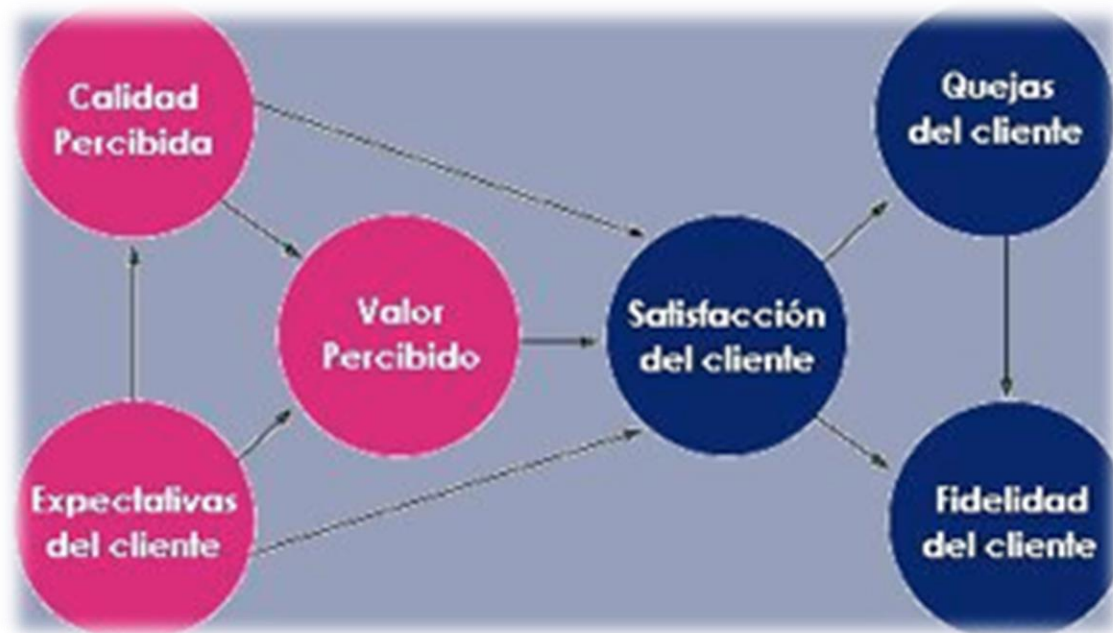 Calidad
Percibida
Valor
Percibido
Expectativas
del cliente
Satisfacción
del cliente
Quejas
del cliente
Fidelidad
del cliente